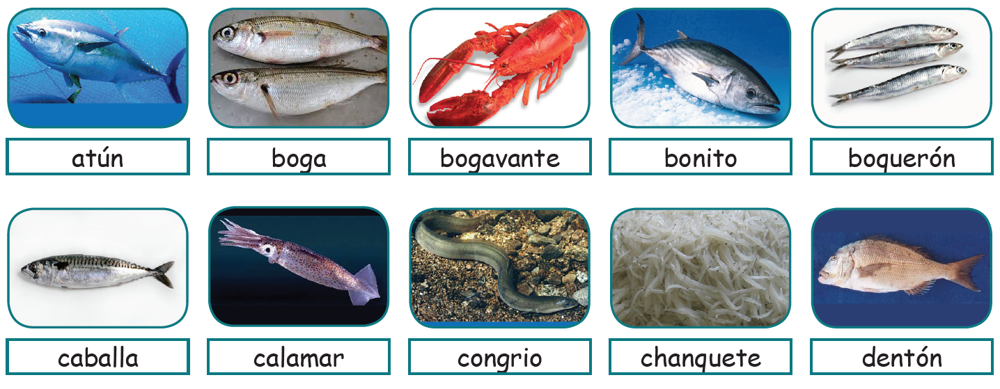 atún
boga
bogavante
bonito
boquerón
caballa
calamar
congrio
chanquete
dentón